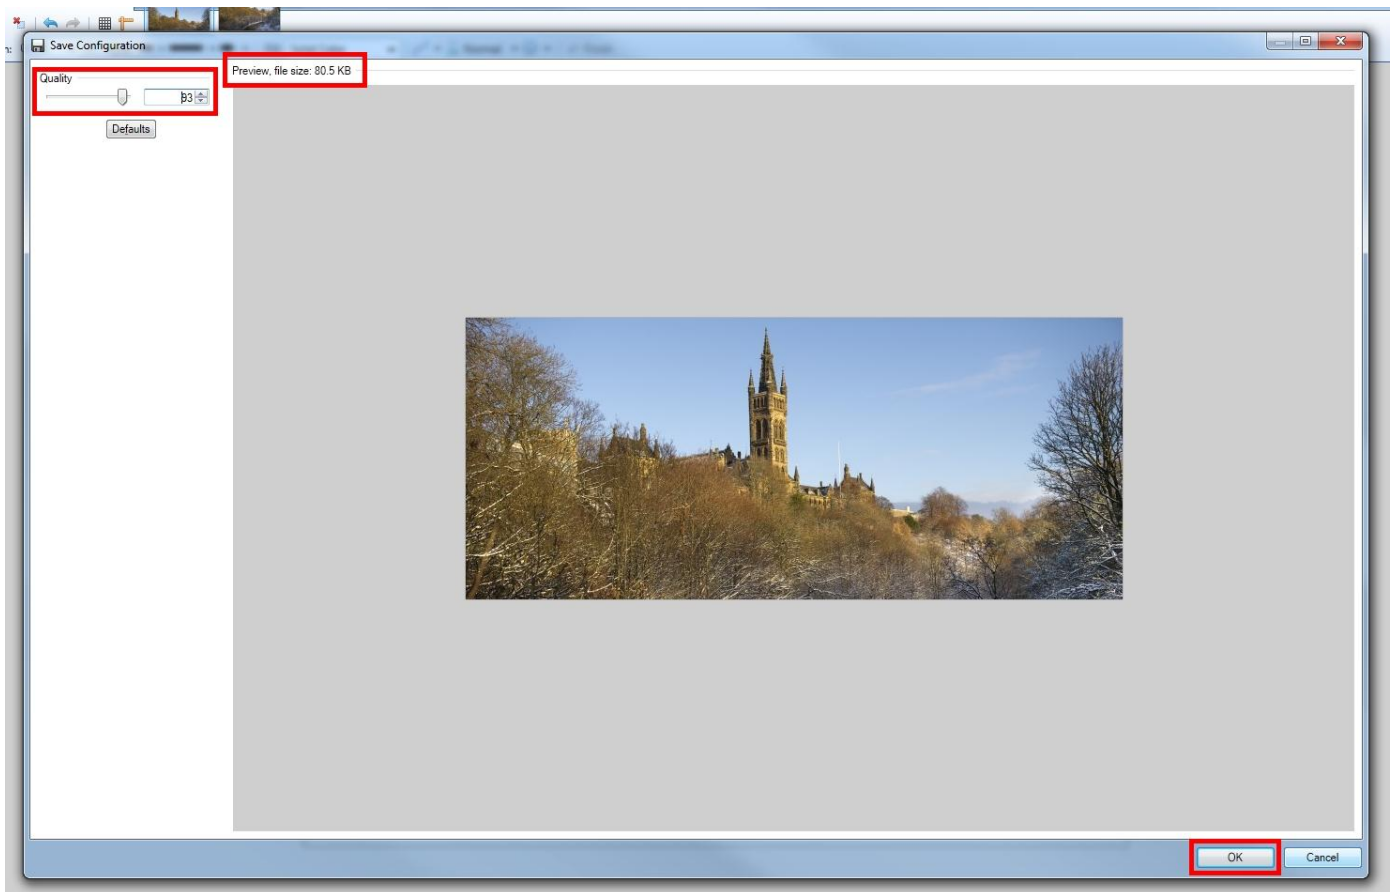 Save Configuration
Quality
93
Defaults
Preview, file size: 80.5 KB
OK
Cancel